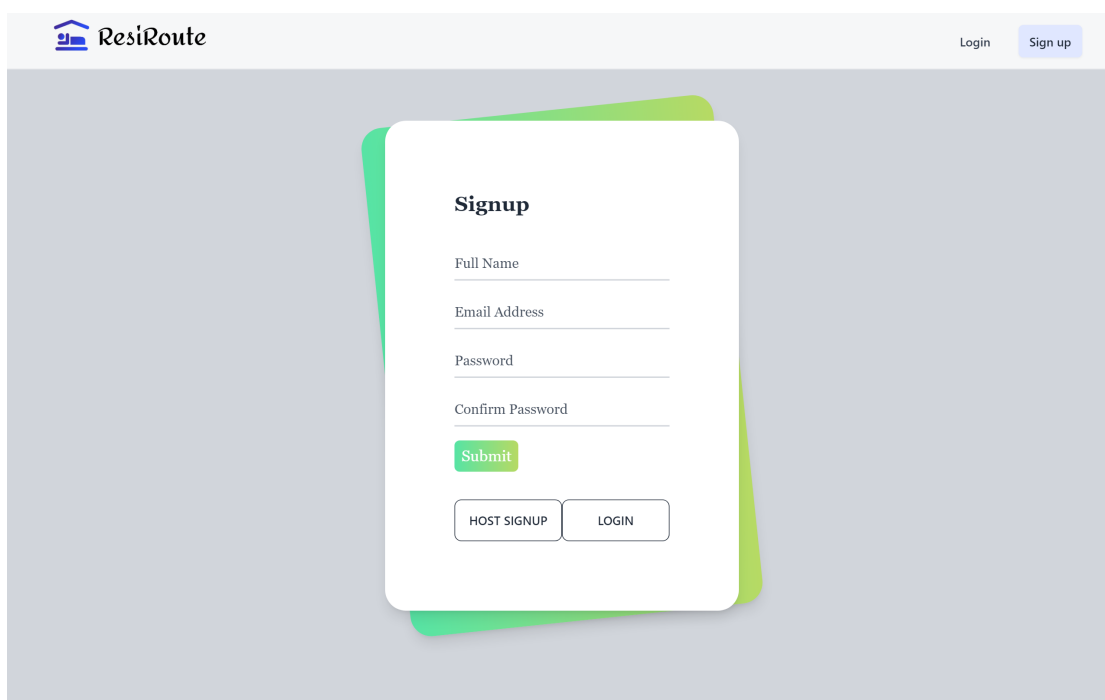 ResiRoute
Login
Sign up
Signup
Full Name
Email Address
Password
Confirm Password
Submit
HOST SIGNUP
LOGIN